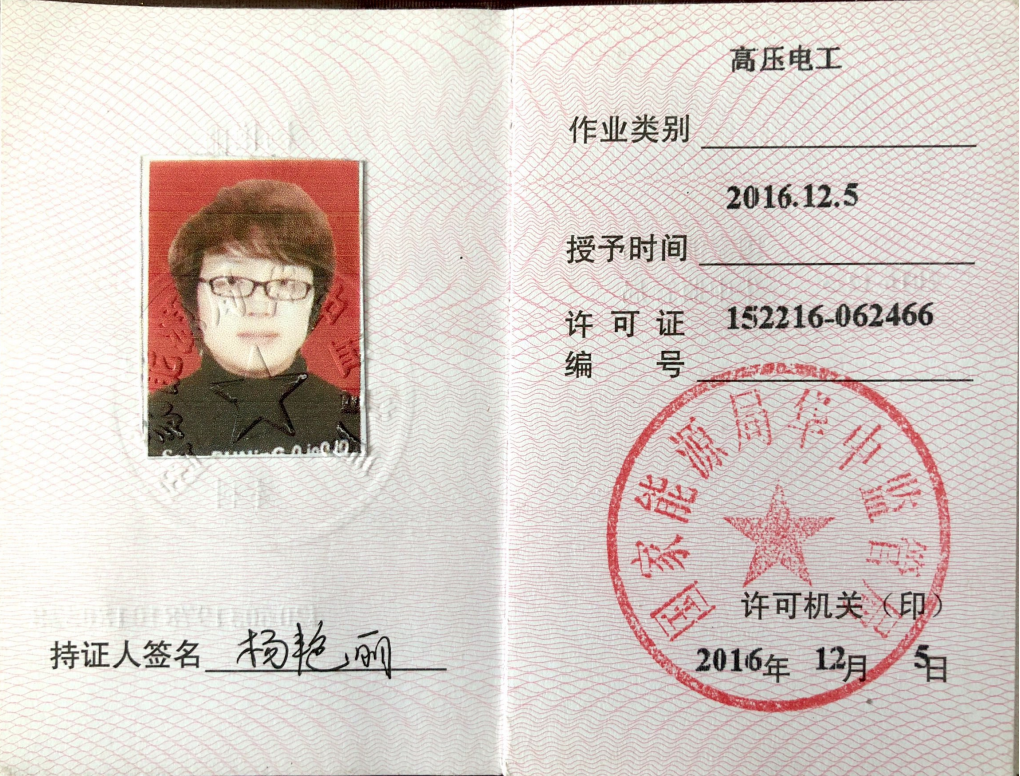 持证人签名 杨艳丽
高压电工
作业类别
2016.12.5
授予时间
许可证
编号
152216-062466
国家能源局华中监管局
许可机关（印）
2016年 12月 5日